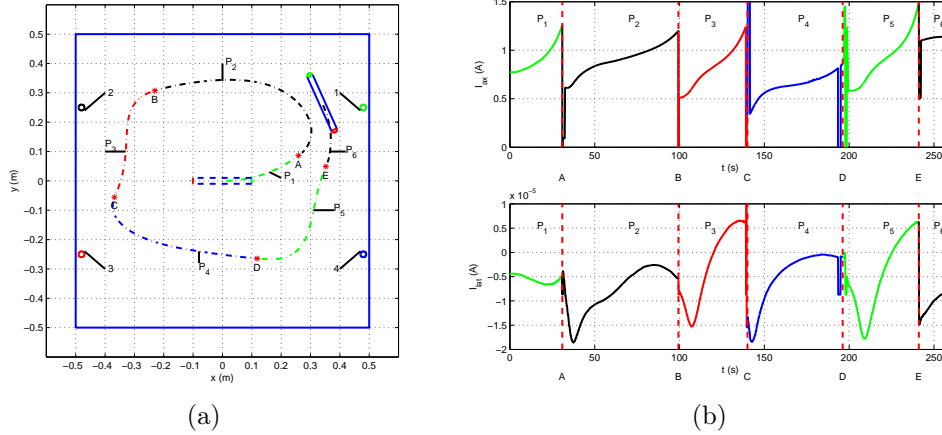 0.5
0.4
0.3
0.2
0.1
0
−0.1
−0.2
−0.3
−0.4
−0.5
y (m)
P2
2
B
1
P3
A
P6
E
P1
C
P5
D
P4
3
4
−0.5 −0.4 −0.3 −0.2 −0.1 0 0.1 0.2 0.3 0.4 0.5
x (m)
(a)
1.5
1
0.5
0
I_ax (A)
P1 P2 P3 P4 P5 P6
0 50 100 150 200 250
t (s)
A B C D E
x 10^−5
1
0.5
0
−0.5
−1
−1.5
−2
I_lat (A)
P1 P2 P3 P4 P5 P6
0 50 100 150 200 250
t (s)
A B C D E
(b)